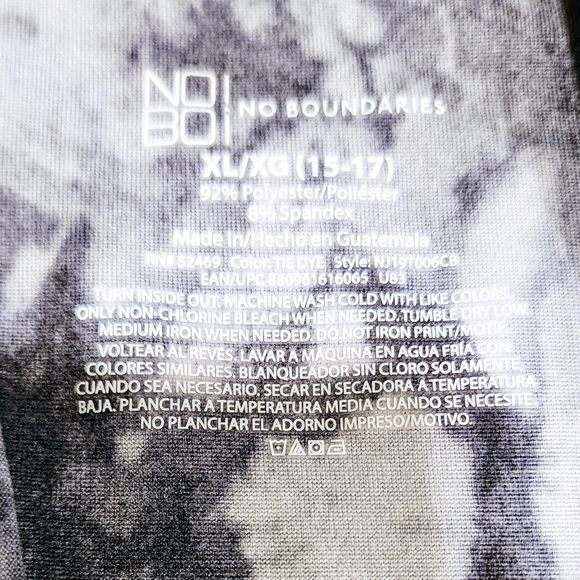 NO!
BO!
NO BOUNDARIES
XL/XG (15-17)
92% Polyester/Poliéster
8% Spandex
Made In/Hecho en Guatemala
RN# 52469 Color: TIE DYE Style: NJ19T006CB
EAN/UPC 880961616065 U83
TURN INSIDE OUT. MACHINE WASH COLD WITH LIKE COLORS.
ONLY NON-CHLORINE BLEACH WHEN NEEDED. TUMBLE DRY LOW.
MEDIUM IRON WHEN NEEDED. DO NOT IRON PRINT/MOTIF.
VOLTEAR AL REVÉS. LAVAR A MÁQUINA EN AGUA FRÍA CON
COLORES SIMILARES. BLANQUEADOR SIN CLORO SOLAMENTE,
CUANDO SEA NECESARIO. SECAR EN SECADORA A TEMPERATURA
BAJA. PLANCHAR A TEMPERATURA MEDIA CUANDO SE NECESITE.
NO PLANCHAR EL ADORNO IMPRESO/MOTIVO.